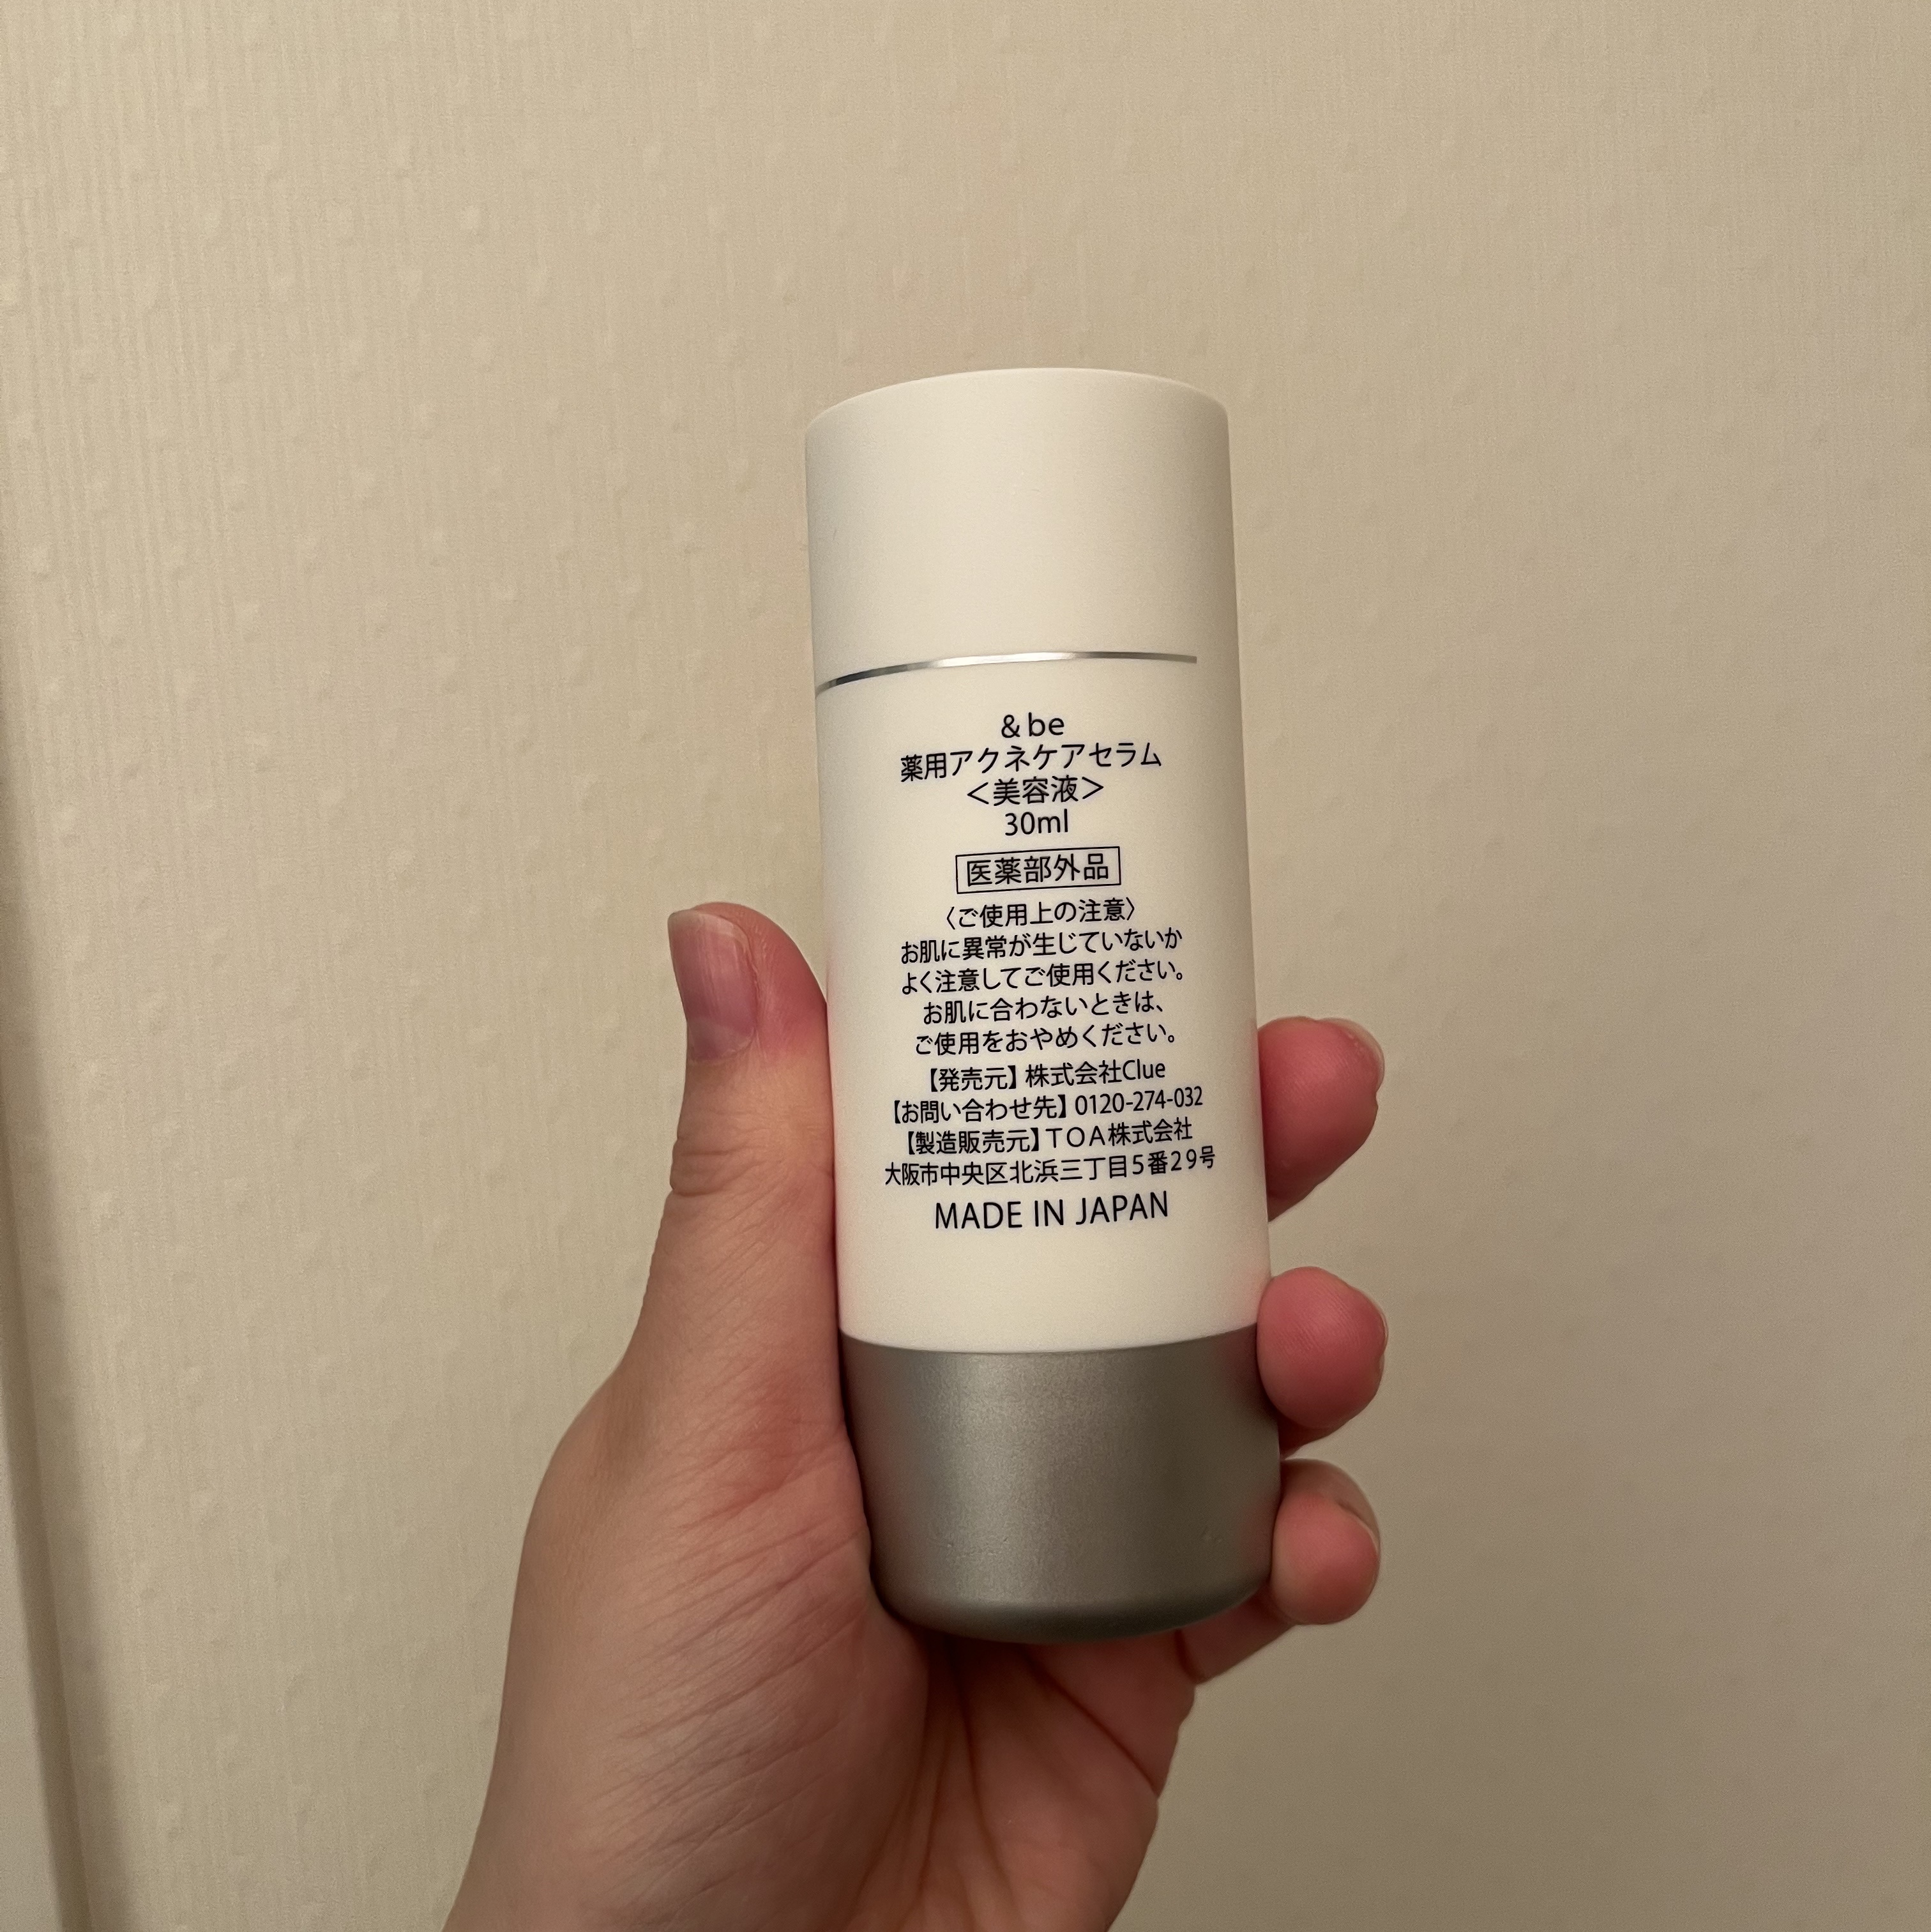 &be
薬用アクネケアセラム
＜美容液＞
30ml
医薬部外品
〈ご使用上の注意〉
お肌に異常が生じていないか
よく注意してご使用ください。
お肌に合わないときは、
ご使用をおやめください。
【発売元】株式会社Clue
【お問い合わせ先】0120-274-032
【製造販売元】ＴＯＡ株式会社
大阪市中央区北浜三丁目５番２９号
MADE IN JAPAN